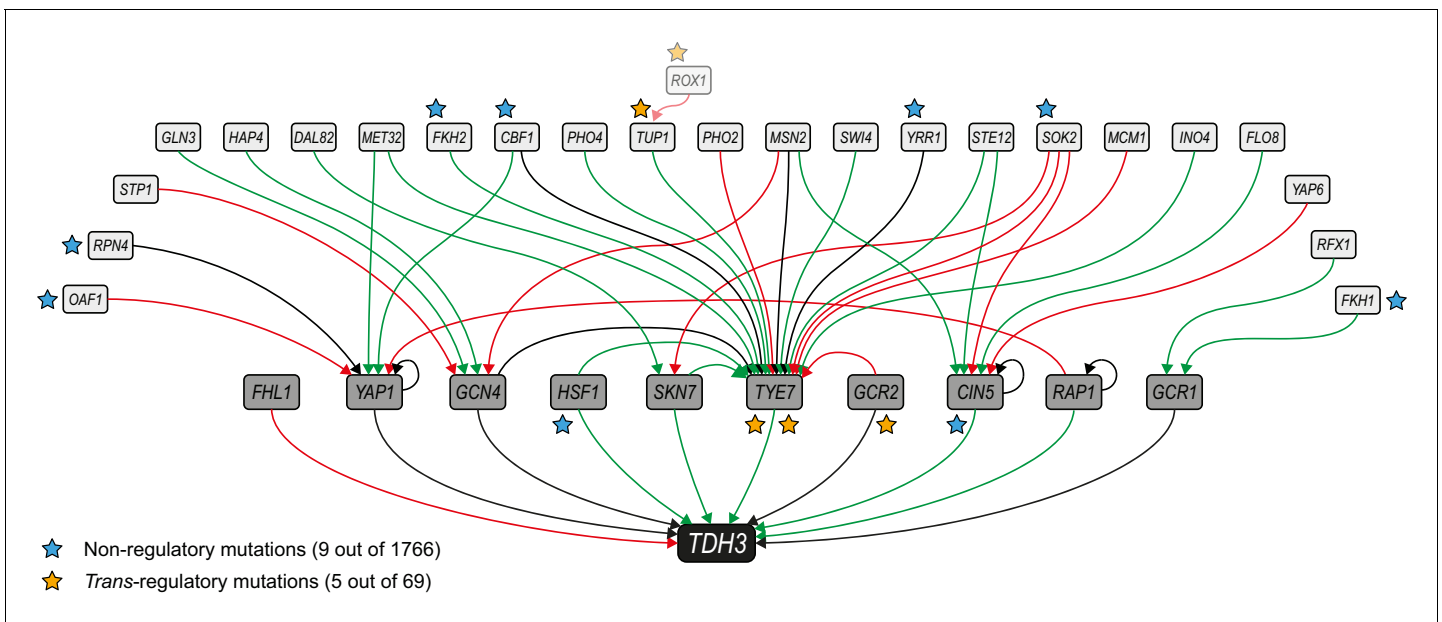 ROX1
GLN3 HAP4 DAL82 MET32 FKH2 CBF1 PHO4 TUP1 PHO2 MSN2 SWI4 YRR1 STE12 SOK2 MCM1 INO4 FLO8
STP1 YAP6
RPN4 RFX1
OAF1 FKH1
FHL1 YAP1 GCN4 HSF1 SKN7 TYE7 GCR2 CIN5 RAP1 GCR1
TDH3
Non-regulatory mutations (9 out of 1766)
Trans-regulatory mutations (5 out of 69)